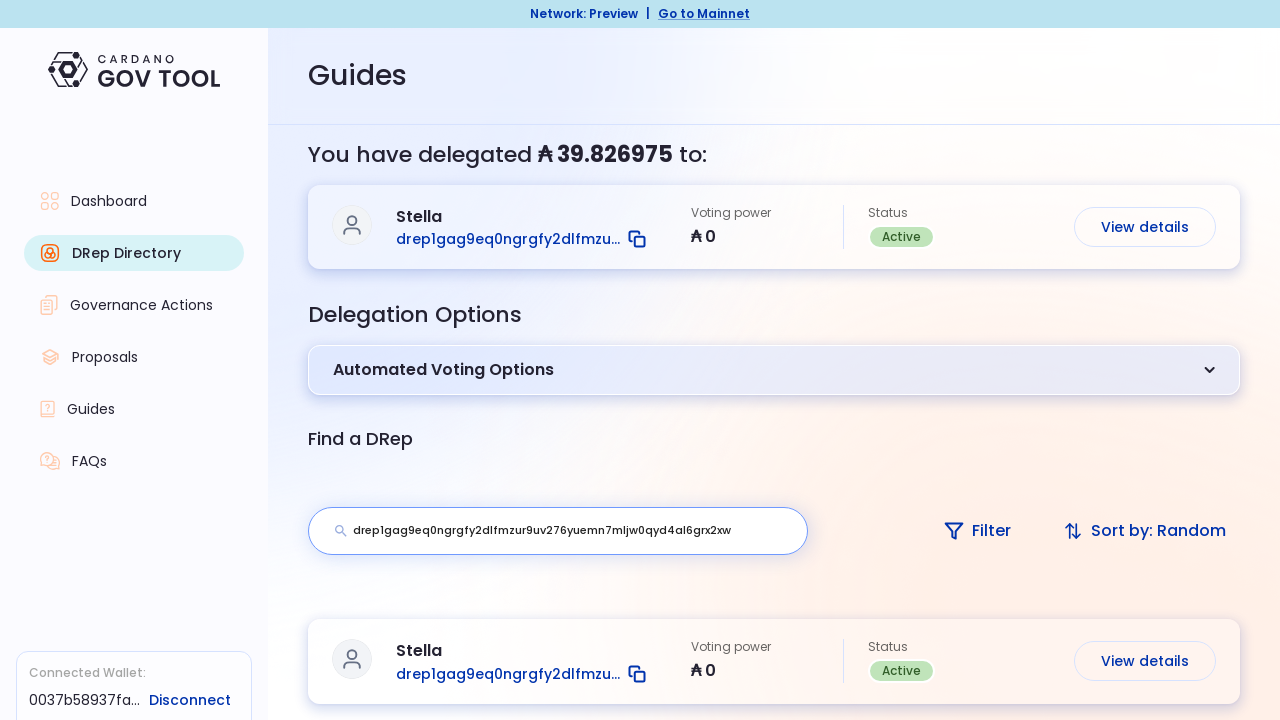 Network: Preview | Go to Mainnet
CARDANO
GOV TOOL
Dashboard
DRep Directory
Governance Actions
Proposals
Guides
FAQs
Connected Wallet:
0037b58937fa...
Disconnect
Guides
You have delegated ₳ 39.826975 to:
Stella
drep1gag9eq0ngrgfy2dlfmzu...
Voting power
₳ 0
Status
Active
View details
Delegation Options
Automated Voting Options
Find a DRep
drep1gag9eq0ngrgfy2dlfmzur9uv276yuemn7mljw0qyd4al6grx2xw
Filter
Sort by: Random
Stella
drep1gag9eq0ngrgfy2dlfmzu...
Voting power
₳ 0
Status
Active
View details